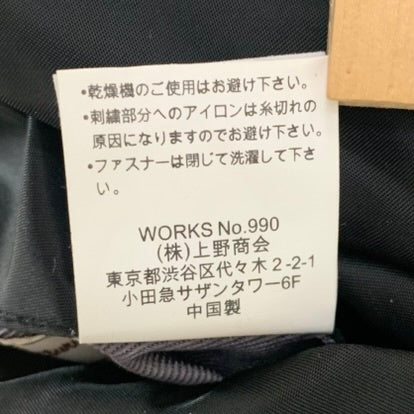 ・乾燥機のご使用はお避け下さい。
・刺繍部分へのアイロンは糸切れの
原因になりますのでお避け下さい。
・ファスナーは閉じて洗濯して下さ
い。
WORKS No.990
(株)上野商会
東京都渋谷区代々木2-2-1
小田急サザンタワー6F
中国製